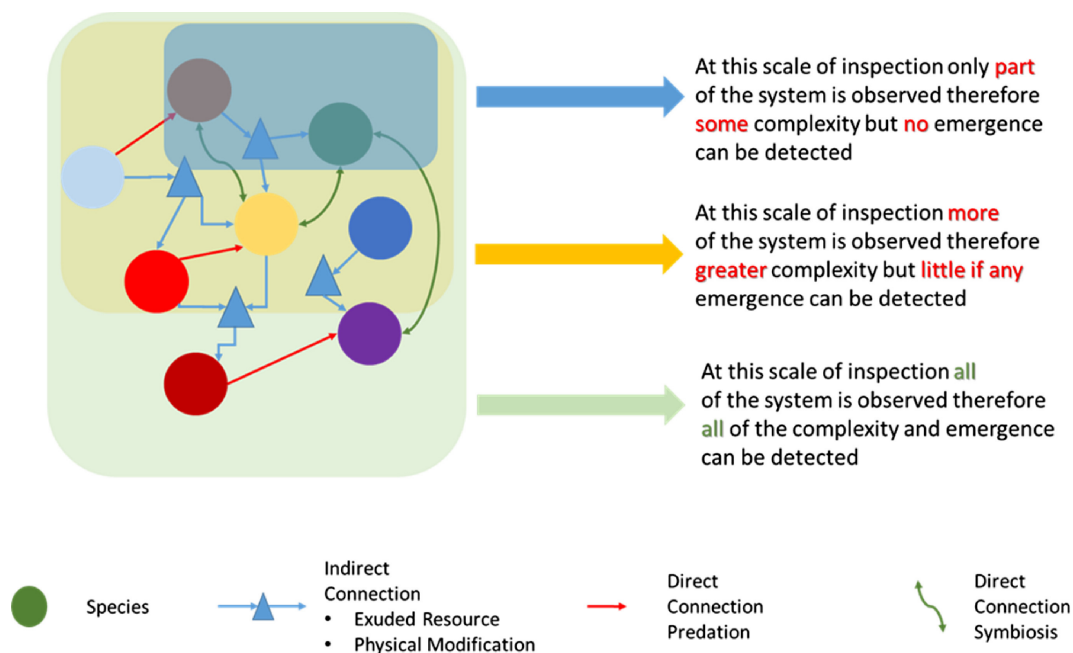 At this scale of inspection only part
of the system is observed therefore
some complexity but no emergence
can be detected
At this scale of inspection more
of the system is observed therefore
greater complexity but little if any
emergence can be detected
At this scale of inspection all
of the system is observed therefore
all of the complexity and emergence
can be detected
Species
Indirect
Connection
• Exuded Resource
• Physical Modification
Direct
Connection
Predation
Direct
Connection
Symbiosis